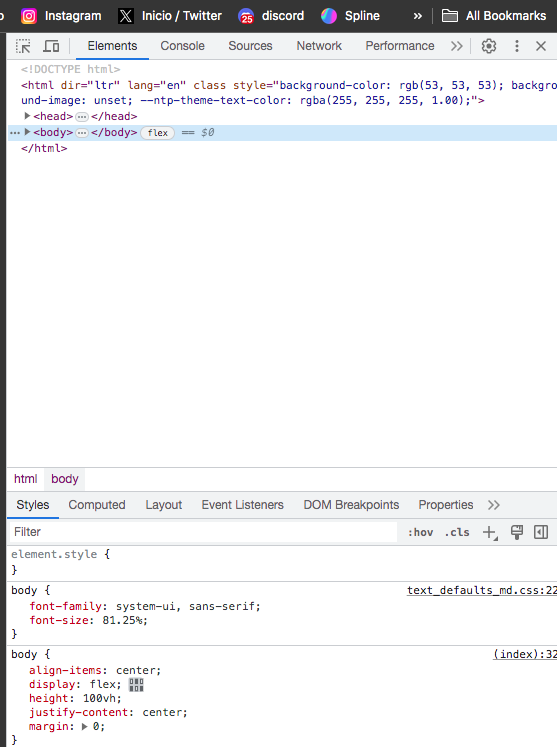 Instagram Inicio / Twitter 25 discord Spline » All Bookmarks
Elements Console Sources Network Performance
<!DOCTYPE html>
<html dir="ltr" lang="en" class style="background-color: rgb(53, 53, 53); backgro
und-image: unset; --ntp-theme-text-color: rgba(255, 255, 255, 1.00);">
<head> … </head>
… <body> … </body> flex == $0
</html>
html body
Styles Computed Layout Event Listeners DOM Breakpoints Properties
Filter :hov .cls
element.style {
}
body { text_defaults_md.css:22
font-family: system-ui, sans-serif;
font-size: 81.25%;
}
body { (index):32
align-items: center;
display: flex;
height: 100vh;
justify-content: center;
margin: 0;
}